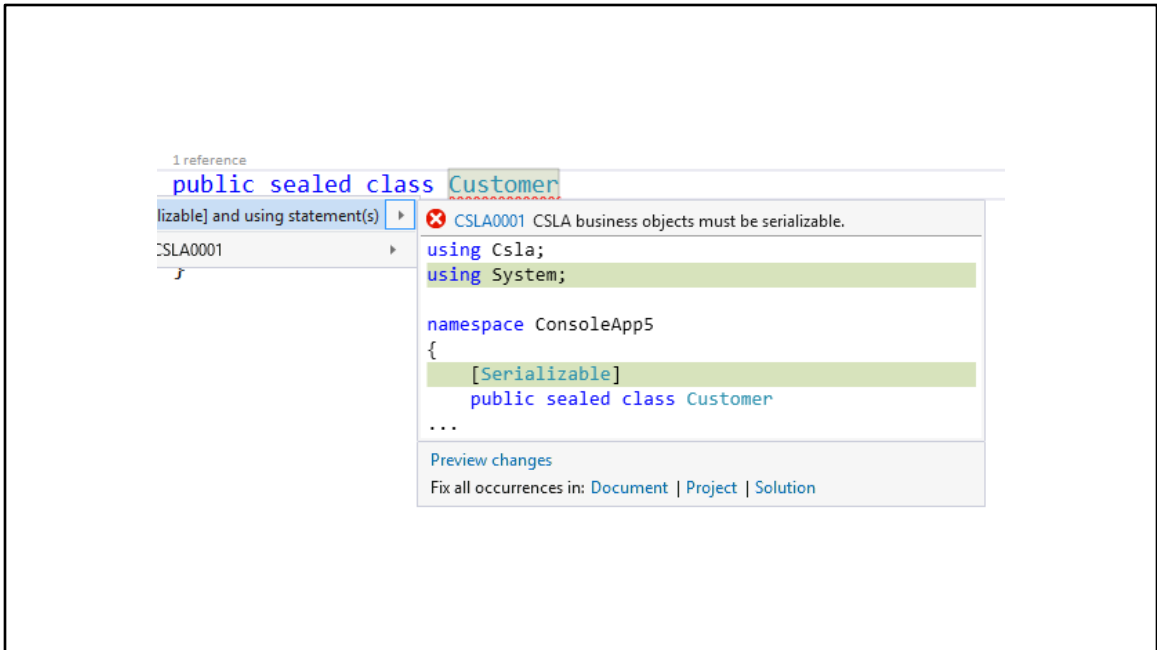 1 reference
public sealed class Customer
lizable] and using statement(s)
CSLA0001
}
CSLA0001 CSLA business objects must be serializable.
using Csla;
using System;
namespace ConsoleApp5
{
[Serializable]
public sealed class Customer
...
Preview changes
Fix all occurrences in: Document | Project | Solution